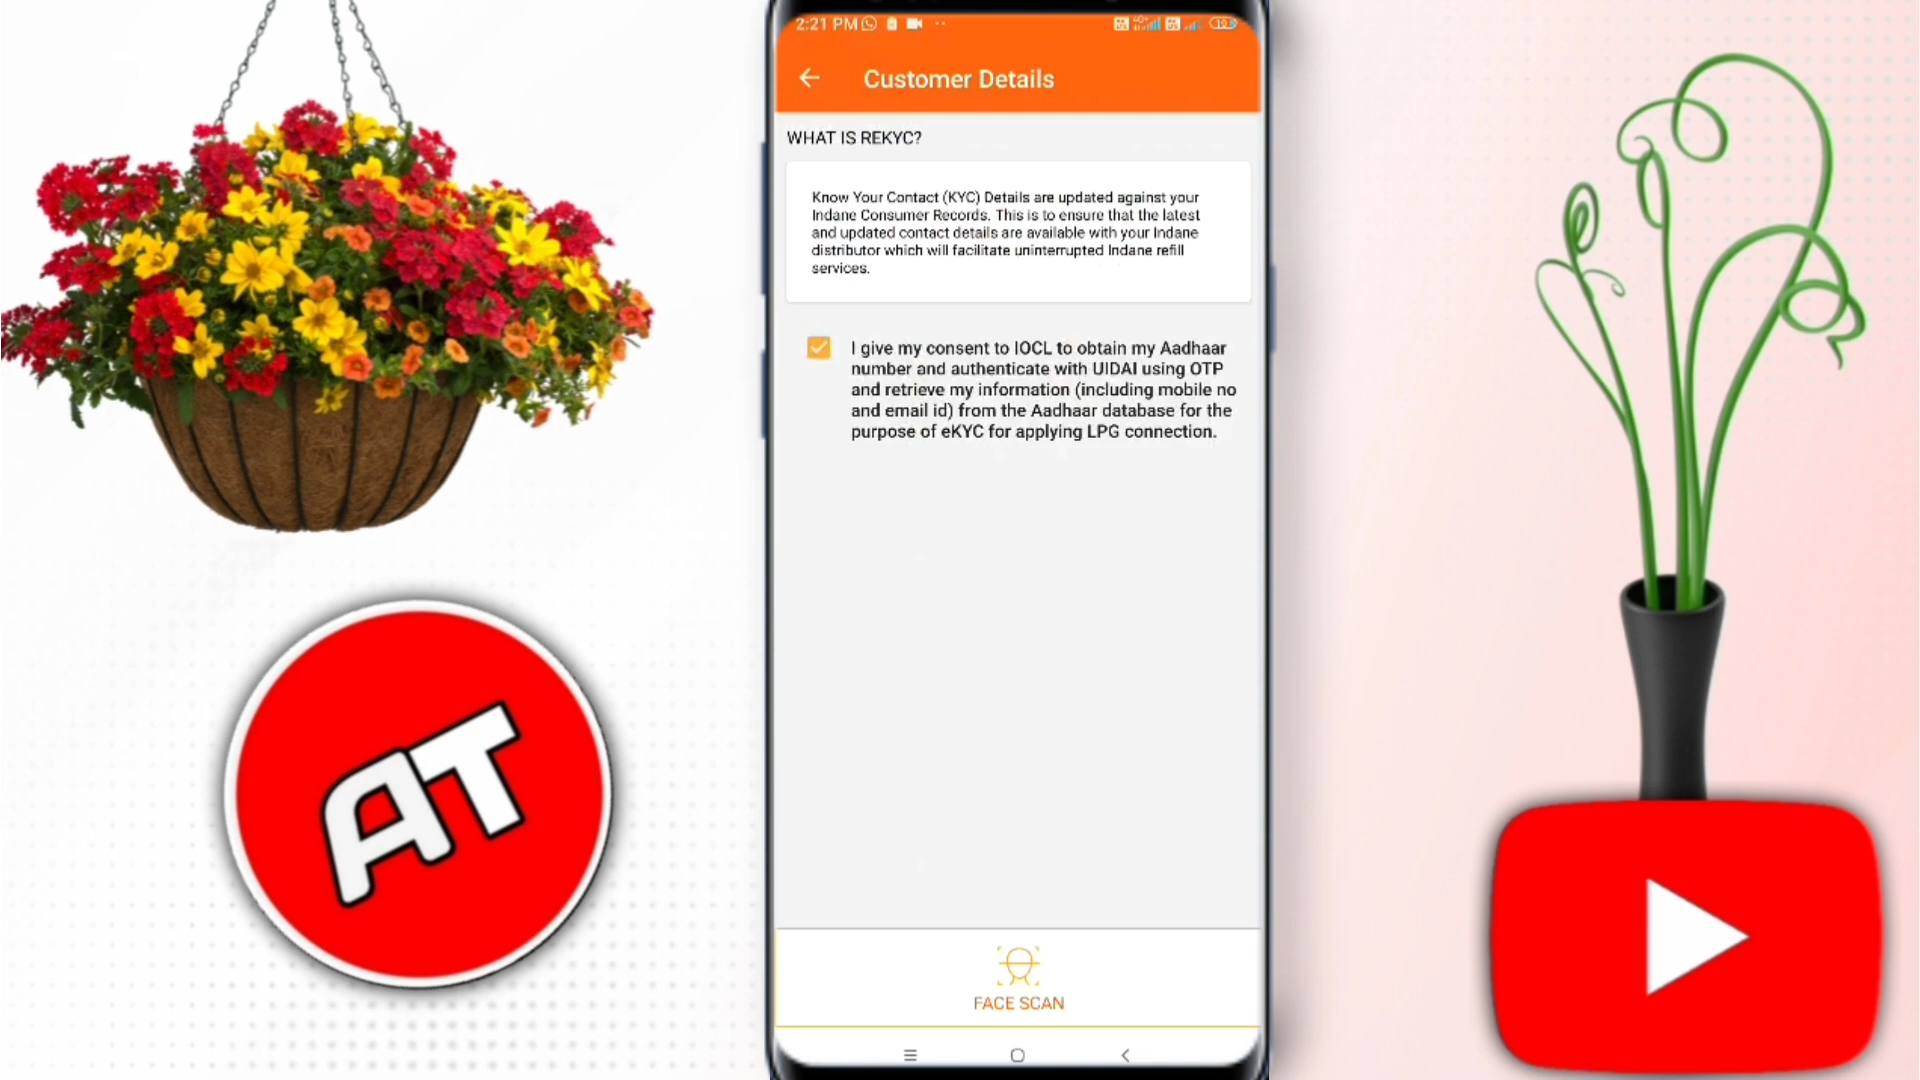 2:21 PM
Customer Details
WHAT IS REKYC?
Know Your Contact (KYC) Details are updated against your
Indane Consumer Records. This is to ensure that the latest
and updated contact details are available with your Indane
distributor which will facilitate uninterrupted Indane refill
services.
I give my consent to IOCL to obtain my Aadhaar
number and authenticate with UIDAI using OTP
and retrieve my information (including mobile no
and email id) from the Aadhaar database for the
purpose of eKYC for applying LPG connection.
AT
FACE SCAN